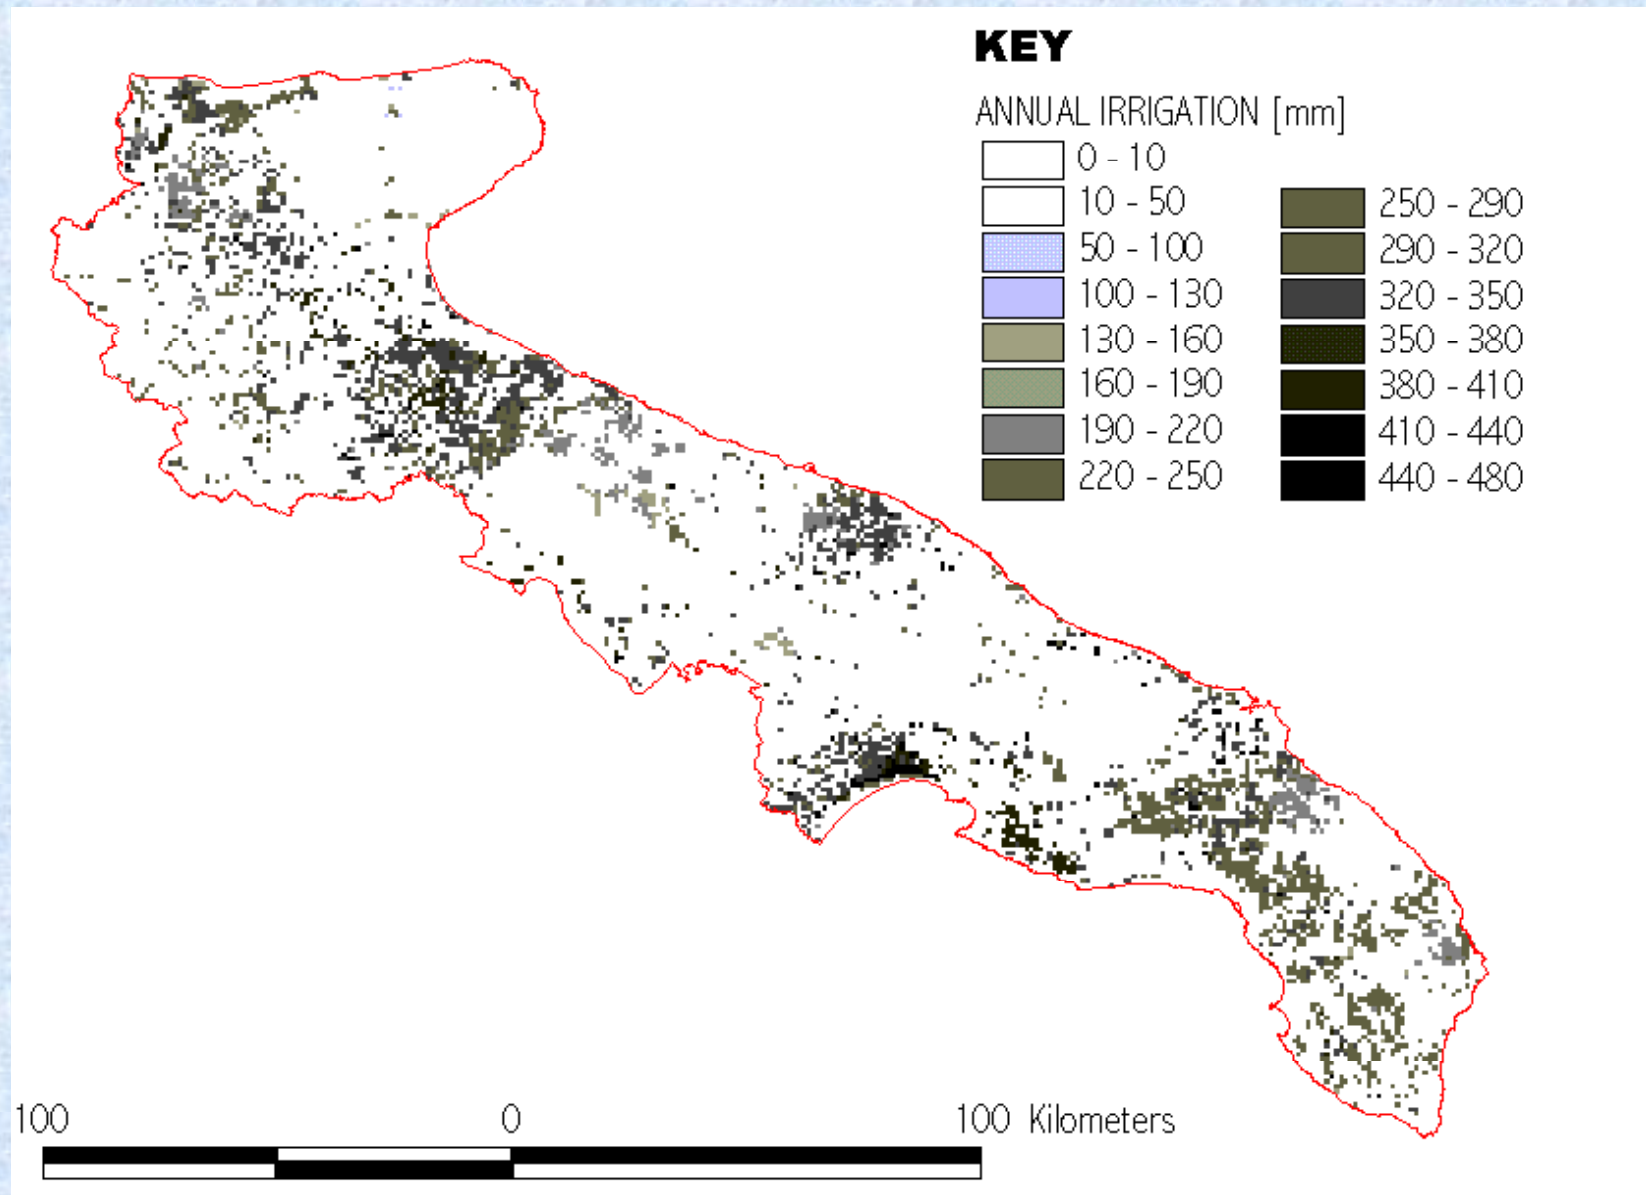 KEY
ANNUAL IRRIGATION [mm]
0 - 10
10 - 50
50 - 100
100 - 130
130 - 160
160 - 190
190 - 220
220 - 250
250 - 290
290 - 320
320 - 350
350 - 380
380 - 410
410 - 440
440 - 480
100 0 100 Kilometers